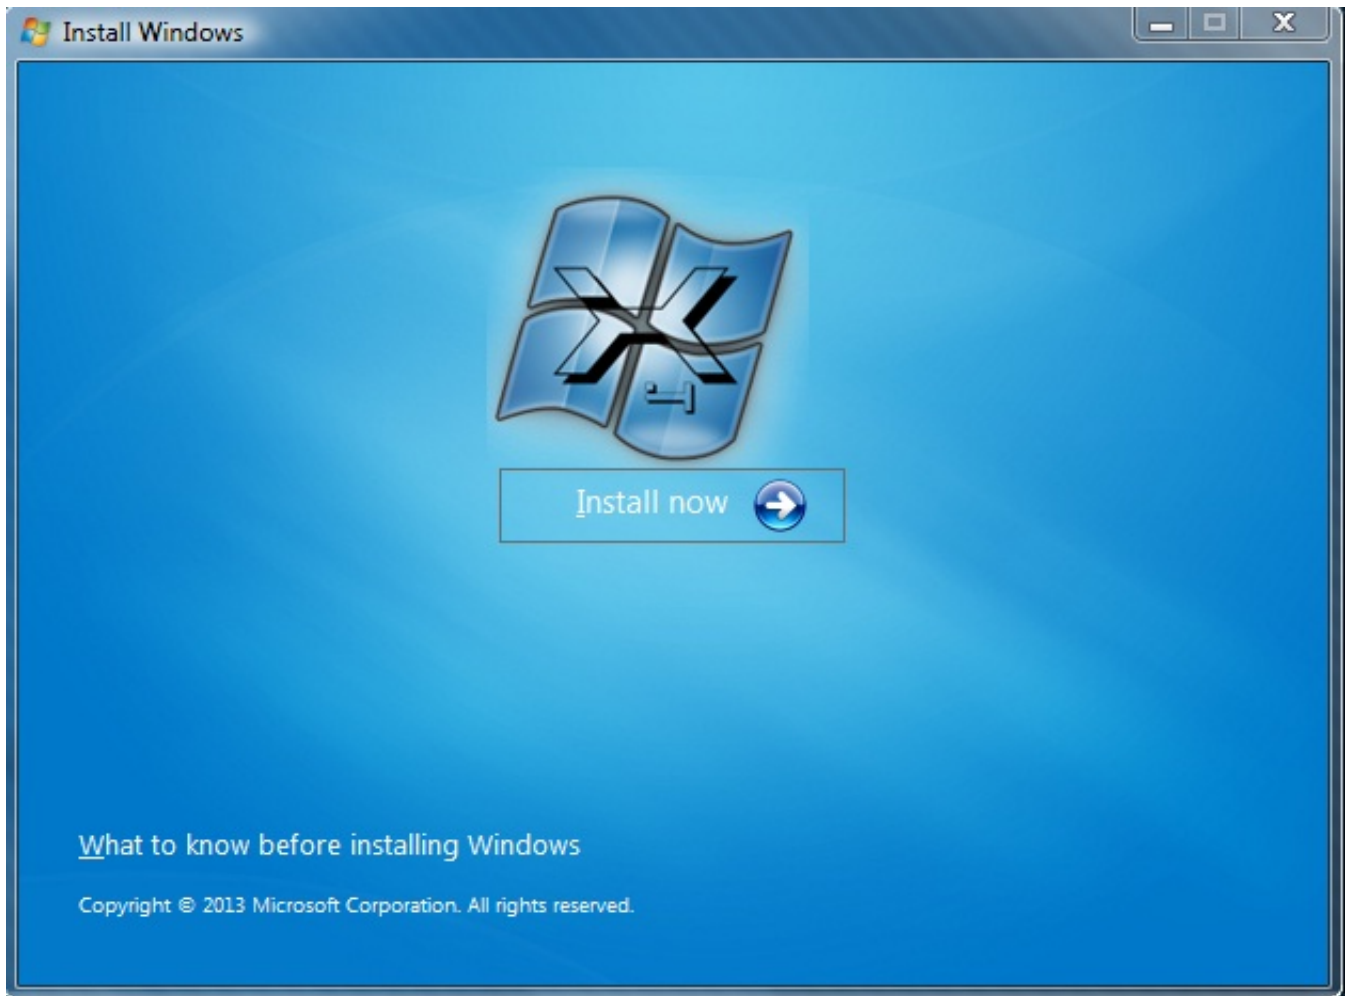 Install Windows
X
Install now
What to know before installing Windows
Copyright © 2013 Microsoft Corporation. All rights reserved.